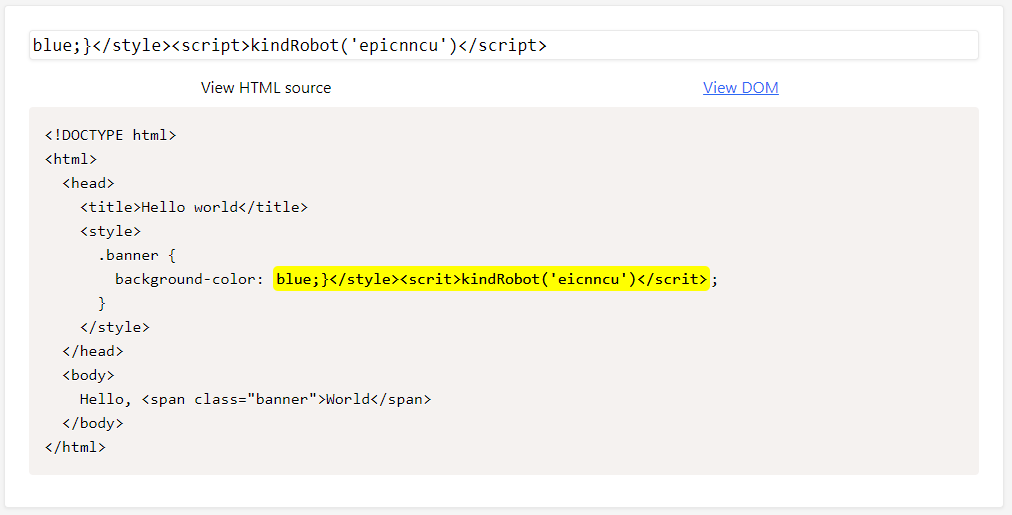 blue;}</style><script>kindRobot('epicnncu')</script>
View HTML source
View DOM
<!DOCTYPE html>
<html>
<head>
<title>Hello world</title>
<style>
.banner {
background-color: blue;}</style><scrit>kindRobot('eicnncu')</scrit>;
}
</style>
</head>
<body>
Hello, <span class="banner">World</span>
</body>
</html>